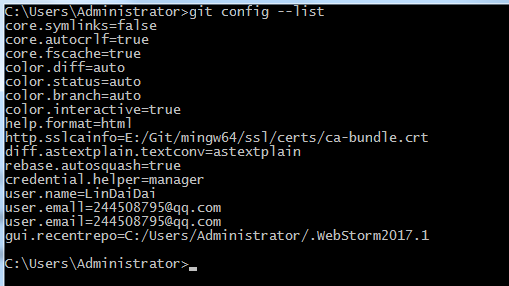 C:\Users\Administrator>git config --list
core.symlinks=false
core.autocrlf=true
core.fscache=true
color.diff=auto
color.status=auto
color.branch=auto
color.interactive=true
help.format=html
http.sslcainfo=E:/Git/mingw64/ssl/certs/ca-bundle.crt
diff.astextplain.textconv=astextplain
rebase.autosquash=true
credential.helper=manager
user.name=LinDaiDai
user.emall=244508795@qq.com
user.email=244508795@qq.com
gui.recentrepo=C:/Users/Administrator/.WebStorm2017.1
C:\Users\Administrator>_